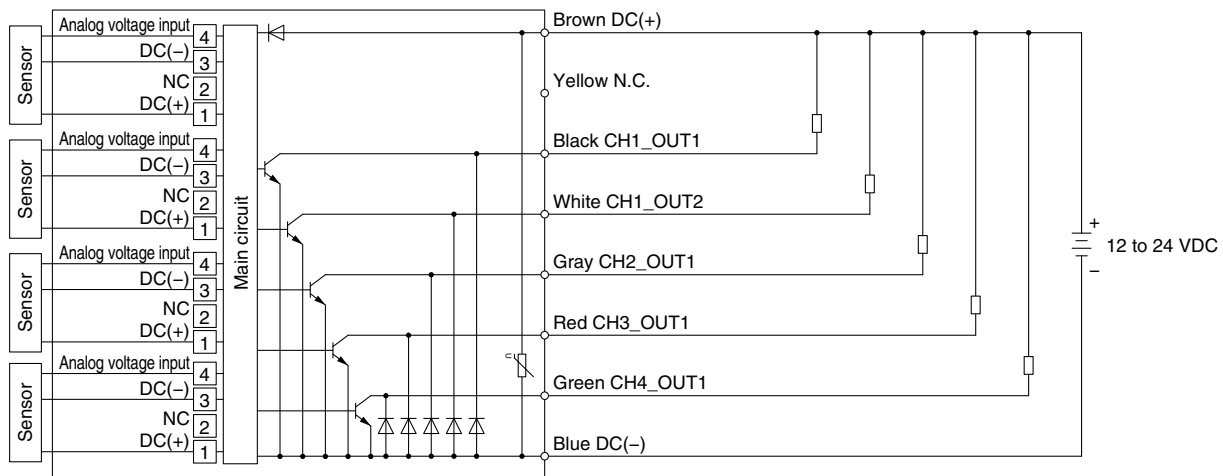 Sensor
Analog voltage input 4
DC(−) 3
NC 2
DC(+) 1
Sensor
Analog voltage input 4
DC(−) 3
NC 2
DC(+) 1
Sensor
Analog voltage input 4
DC(−) 3
NC 2
DC(+) 1
Sensor
Analog voltage input 4
DC(−) 3
NC 2
DC(+) 1
Main circuit
Brown DC(+)
Yellow N.C.
Black CH1_OUT1
White CH1_OUT2
Gray CH2_OUT1
Red CH3_OUT1
Green CH4_OUT1
Blue DC(−)
+
12 to 24 VDC
−